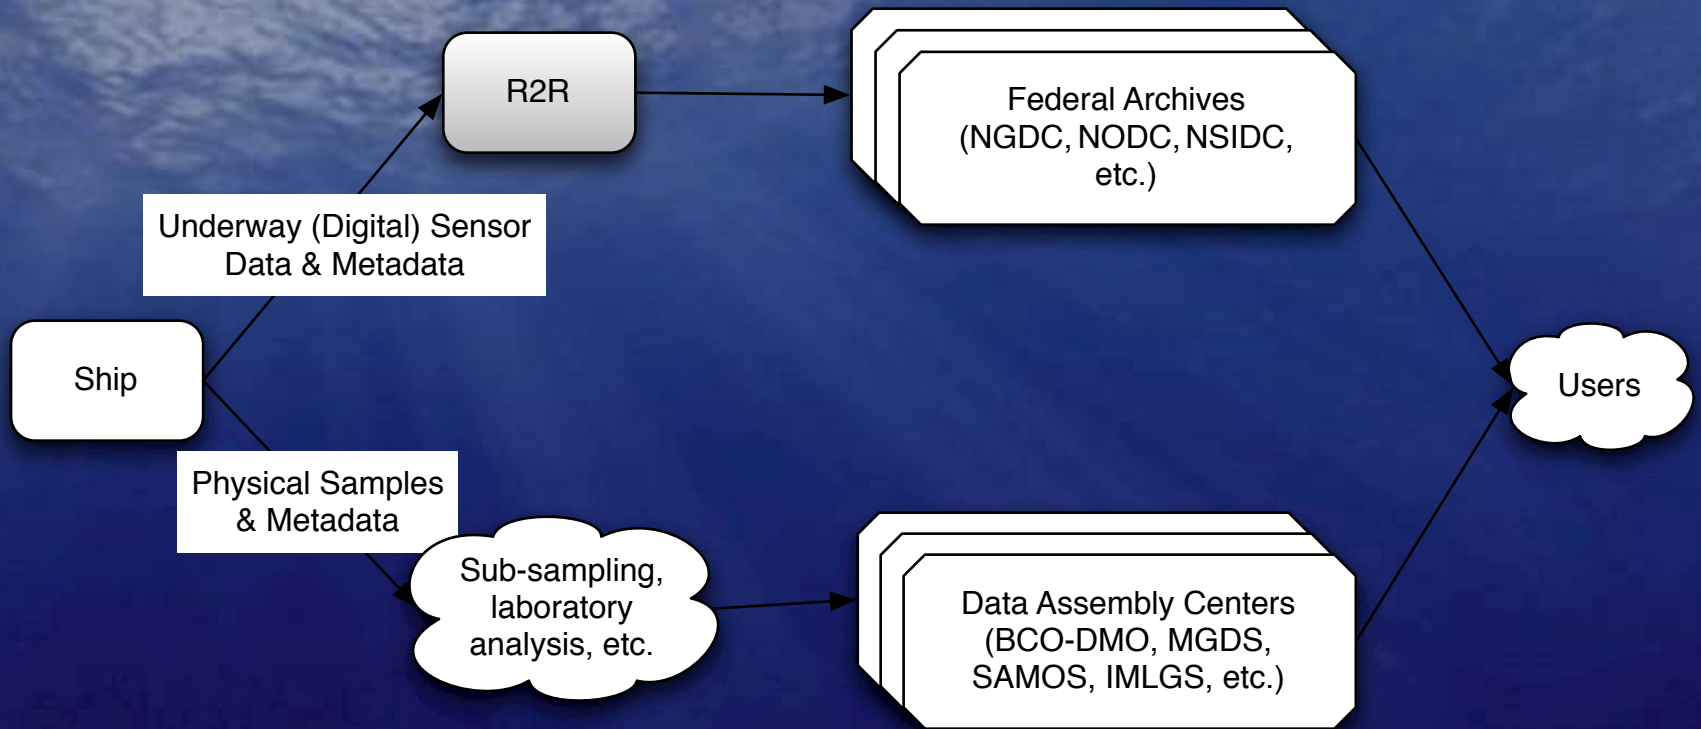 R2R
Federal Archives
(NGDC, NODC, NSIDC,
etc.)
Underway (Digital) Sensor
Data & Metadata
Ship
Users
Physical Samples
& Metadata
Sub-sampling,
laboratory
analysis, etc.
Data Assembly Centers
(BCO-DMO, MGDS,
SAMOS, IMLGS, etc.)